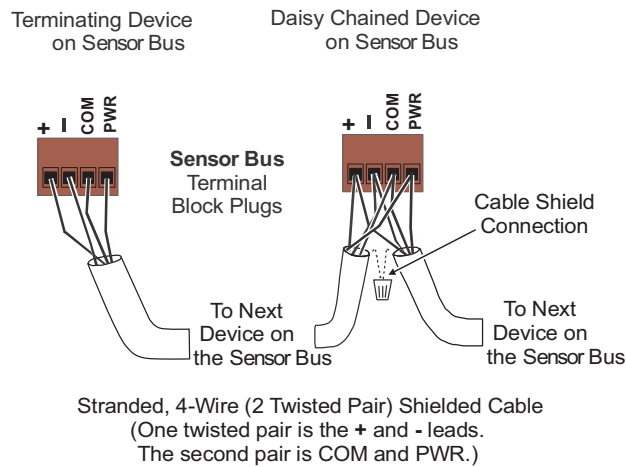 Terminating Device
on Sensor Bus
Daisy Chained Device
on Sensor Bus
+ - COM PWR
+ - COM PWR
Sensor Bus
Terminal
Block Plugs
Cable Shield
Connection
To Next
Device on
the Sensor Bus
To Next
Device on
the Sensor Bus
Stranded, 4-Wire (2 Twisted Pair) Shielded Cable
(One twisted pair is the + and - leads.
The second pair is COM and PWR.)